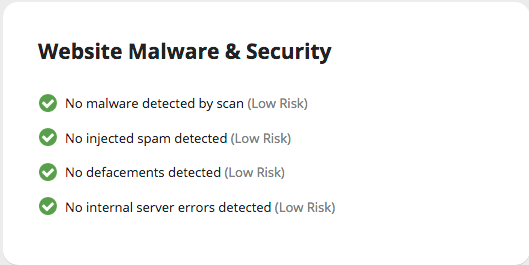 Website Malware & Security
No malware detected by scan (Low Risk)
No injected spam detected (Low Risk)
No defacements detected (Low Risk)
No internal server errors detected (Low Risk)